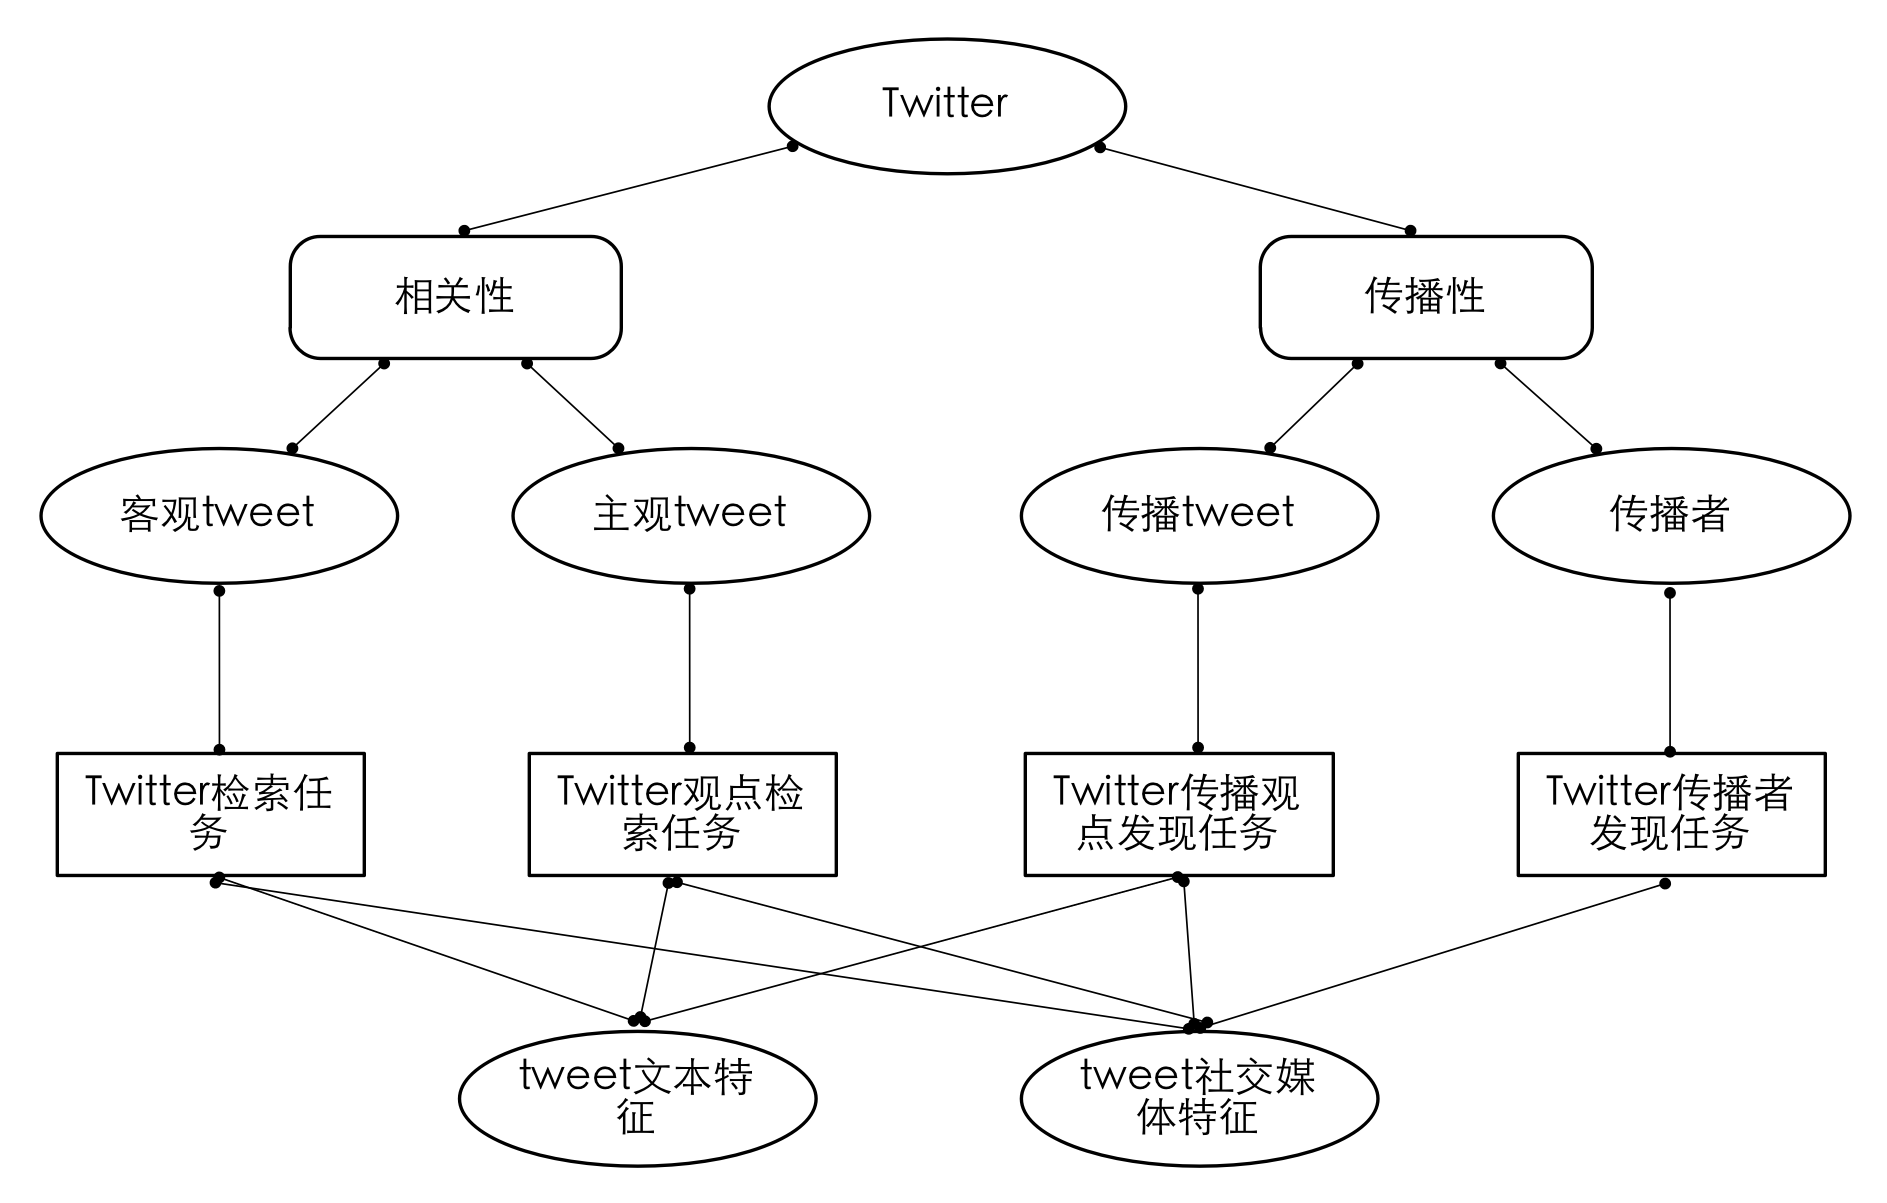 Twitter
相关性
传播性
客观tweet
主观tweet
传播tweet
传播者
Twitter检索任
务
Twitter观点检
索任务
Twitter传播观
点发现任务
Twitter传播者
发现任务
tweet文本特
征
tweet社交媒
体特征